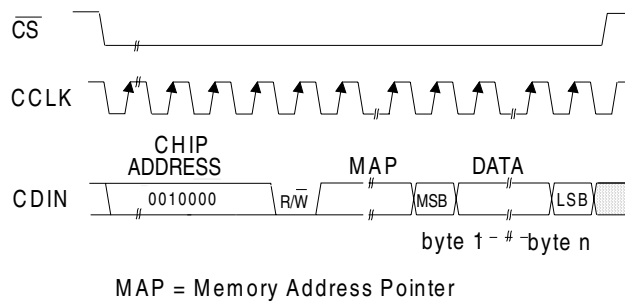 CS
CCLK
CHIP
ADDRESS
MAP
DATA
CDIN
0010000
R/W
MSB
LSB
byte 1
byte n
MAP = Memory Address Pointer